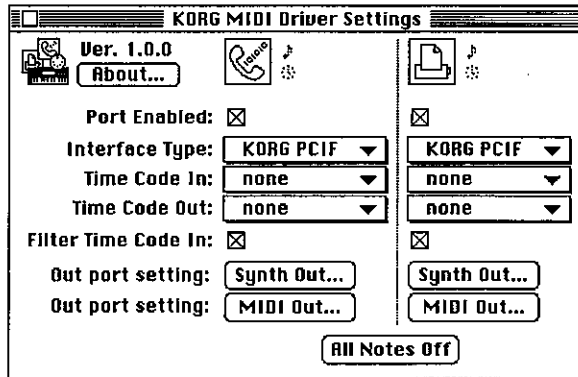 KORG MIDI Driver Settings
Ver. 1.0.0
About...
Port Enabled:
Interface Type: KORG PCIF KORG PCIF
Time Code In: none none
Time Code Out: none none
Filter Time Code In:
Out port setting: Synth Out... Synth Out...
Out port setting: MIDI Out... MIDI Out...
All Notes Off